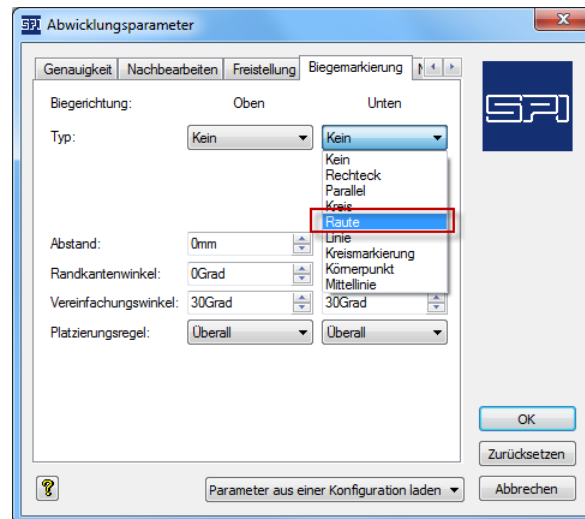 SPI Abwicklungsparameter
Genauigkeit Nachbearbeiten Freistellung Biegemarkierung
SPI
Biegerichtung: Oben Unten
Typ: Kein Kein
Kein
Rechteck
Parallel
Kreis
Raute
Linie
Kreismarkierung
Körnerpunkt
Mittellinie
Abstand: 0mm
Randkantenwinkel: 0Grad
Vereinfachungswinkel: 30Grad 30Grad
Platzierungsregel: Überall Überall
OK
Zurücksetzen
? Parameter aus einer Konfiguration laden Abbrechen